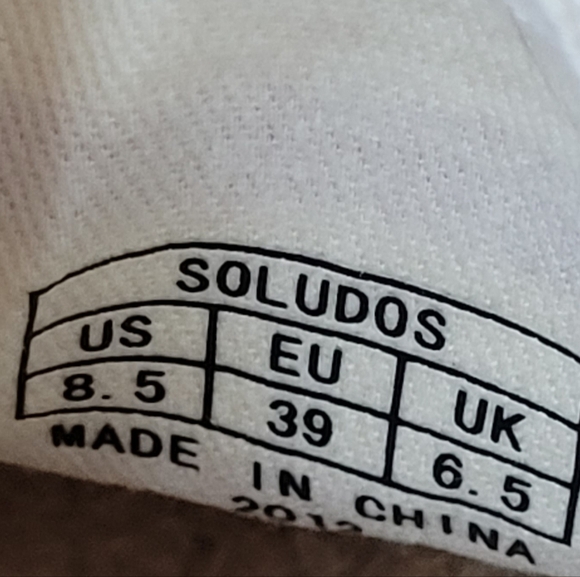 SOLUDOS
US EU UK
8.5 39 6.5
MADE IN CHINA